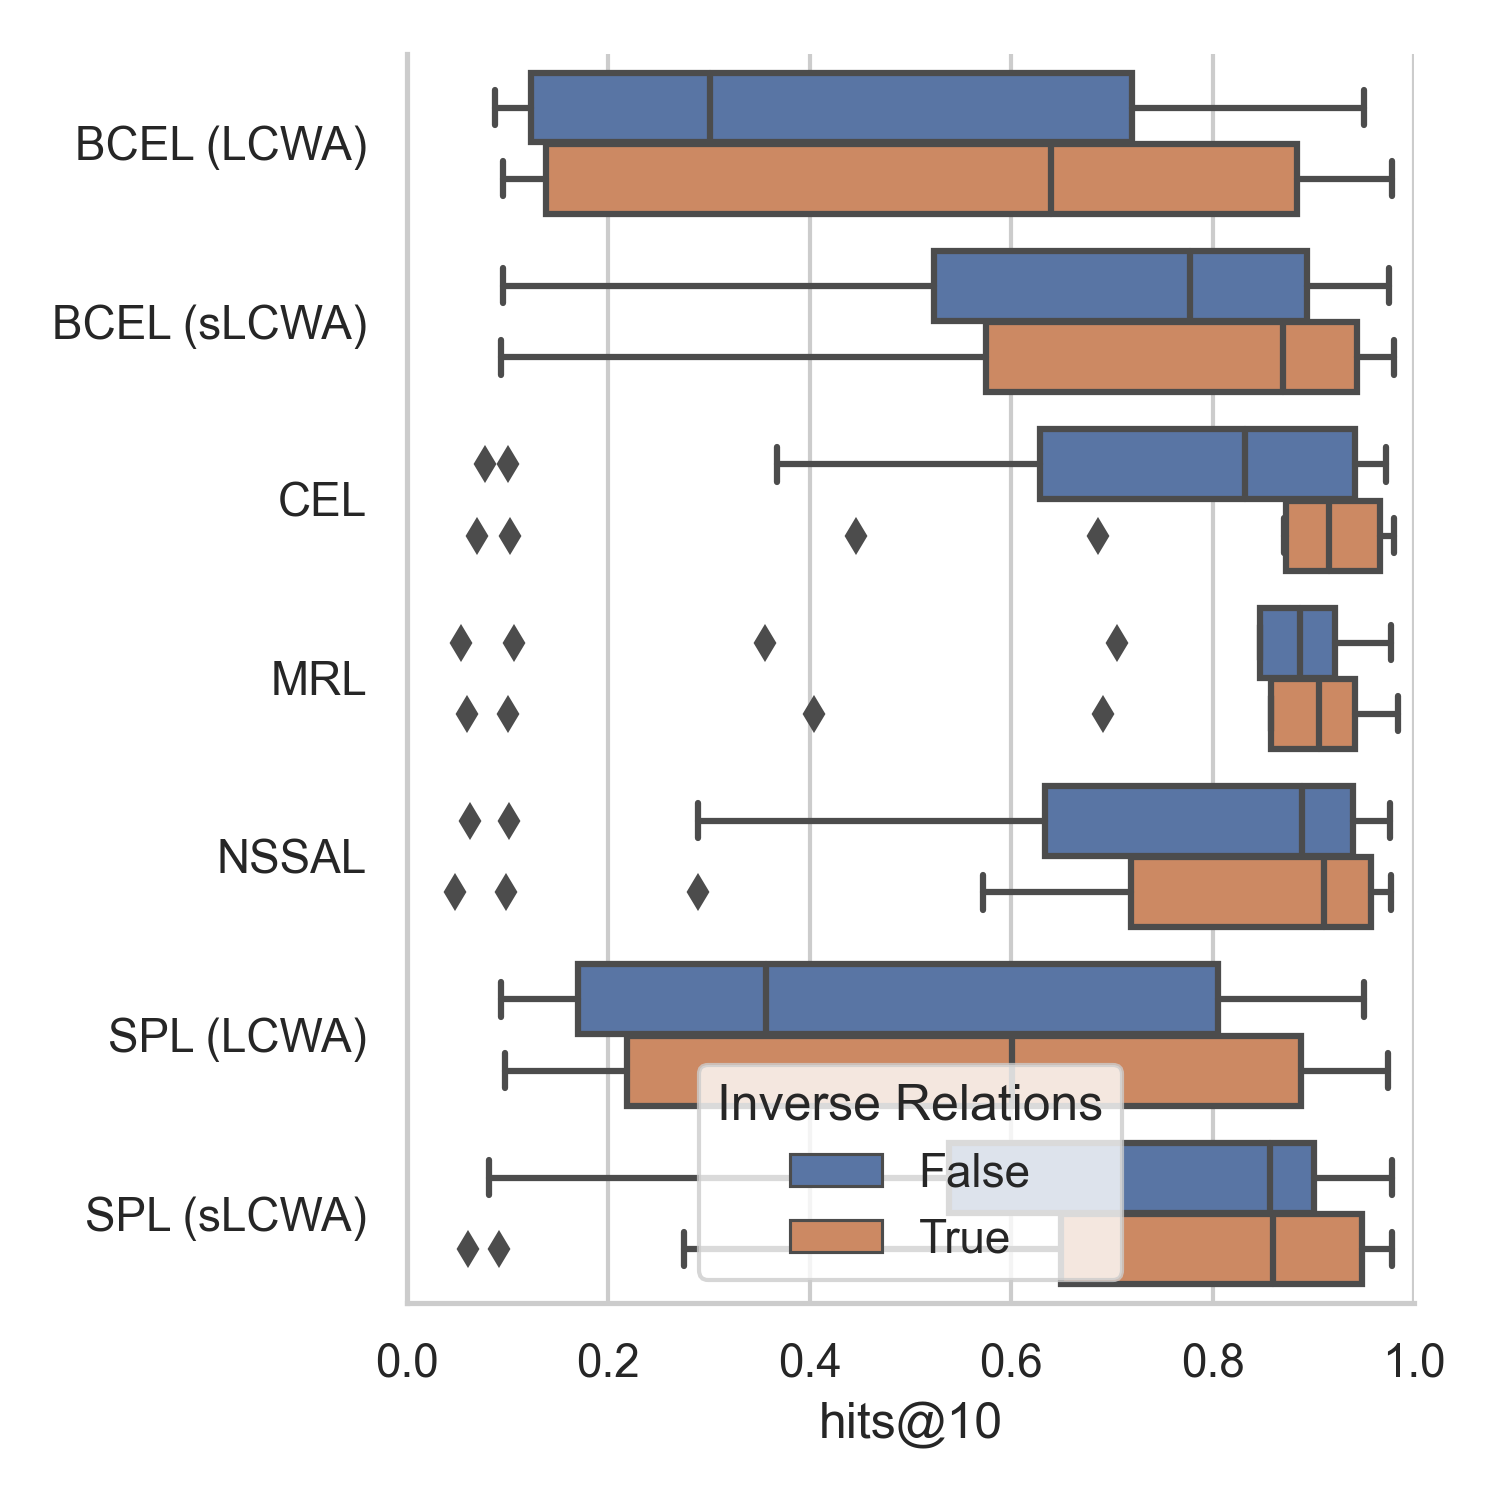 BCEL (LCWA)
BCEL (sLCWA)
CEL
MRL
NSSAL
SPL (LCWA)
SPL (sLCWA)
Inverse Relations
False
True
0.0 0.2 0.4 0.6 0.8 1.0
hits@10